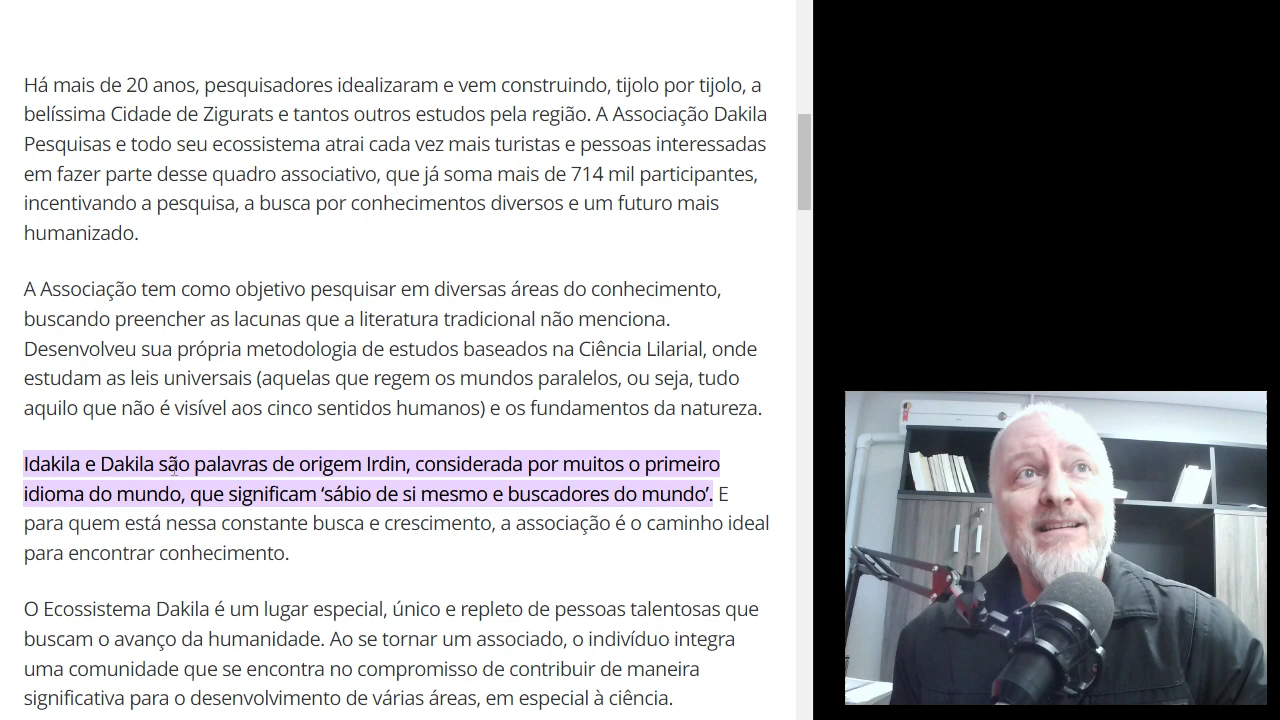 Há mais de 20 anos, pesquisadores idealizaram e vem construindo, tijolo por tijolo, a
belíssima Cidade de Zigurats e tantos outros estudos pela região. A Associação Dakila
Pesquisas e todo seu ecossistema atrai cada vez mais turistas e pessoas interessadas
em fazer parte desse quadro associativo, que já soma mais de 714 mil participantes,
incentivando a pesquisa, a busca por conhecimentos diversos e um futuro mais
humanizado.
A Associação tem como objetivo pesquisar em diversas áreas do conhecimento,
buscando preencher as lacunas que a literatura tradicional não menciona.
Desenvolveu sua própria metodologia de estudos baseados na Ciência Lilarial, onde
estudam as leis universais (aquelas que regem os mundos paralelos, ou seja, tudo
aquilo que não é visível aos cinco sentidos humanos) e os fundamentos da natureza.
Idakila e Dakila são palavras de origem Irdin, considerada por muitos o primeiro
idioma do mundo, que significam ‘sábio de si mesmo e buscadores do mundo’. E
para quem está nessa constante busca e crescimento, a associação é o caminho ideal
para encontrar conhecimento.
O Ecossistema Dakila é um lugar especial, único e repleto de pessoas talentosas que
buscam o avanço da humanidade. Ao se tornar um associado, o indivíduo integra
uma comunidade que se encontra no compromisso de contribuir de maneira
significativa para o desenvolvimento de várias áreas, em especial à ciência.